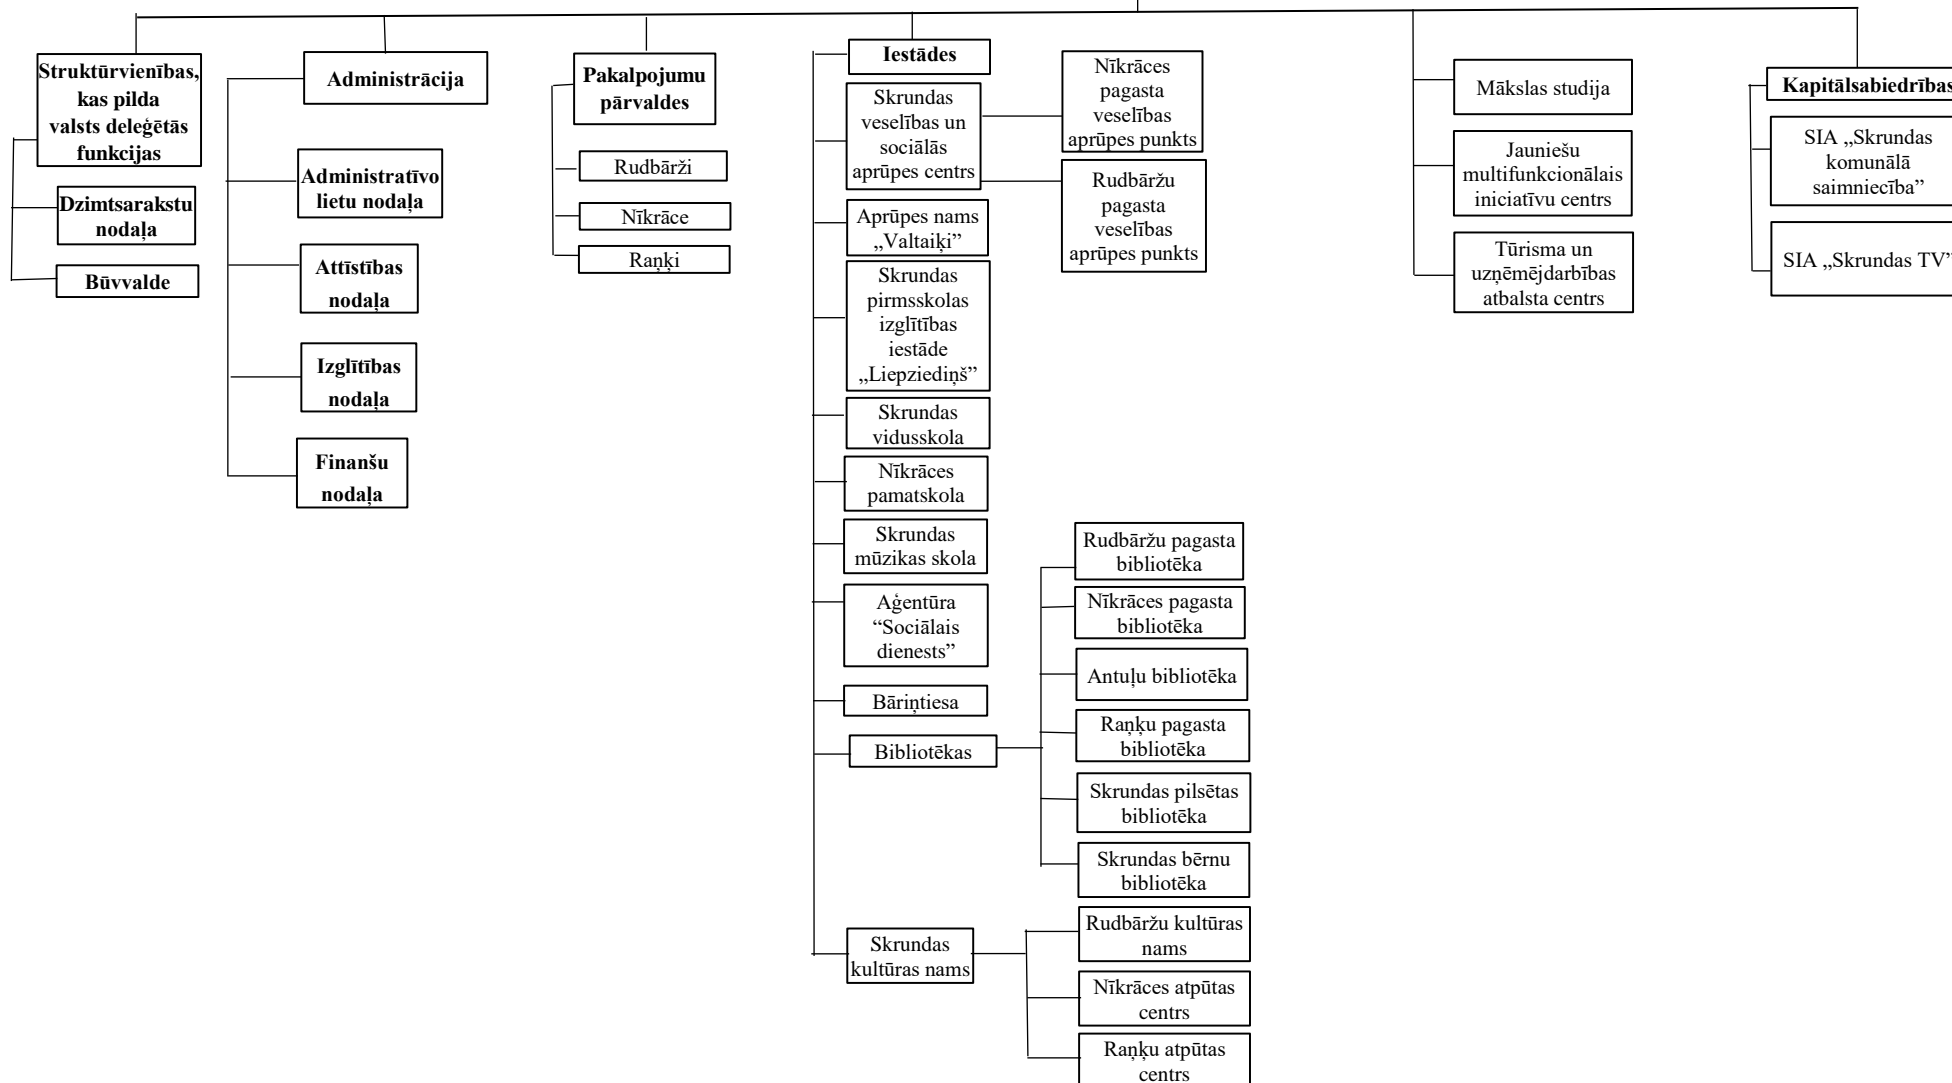 Struktūrvienības,
kas pilda
valsts deleģētās
funkcijas
Dzimtsarakstu
nodaļa
Būvvalde
Administrācija
Administratīvo
lietu nodaļa
Attīstības
nodaļa
Izglītības
nodaļa
Finanšu
nodaļa
Pakalpojumu
pārvaldes
Rudbārži
Nīkrāce
Raņķi
Iestādes
Skrundas
veselības un
sociālās
aprūpes centrs
Nīkrāces
pagasta
veselības
aprūpes punkts
Rudbāržu
pagasta
veselības
aprūpes punkts
Aprūpes nams
„Valtaiķi”
Skrundas
pirmsskolas
izglītības
iestāde
„Liepziediņš”
Skrundas
vidusskola
Nīkrāces
pamatskola
Skrundas
mūzikas skola
Aģentūra
“Sociālais
dienests”
Bāriņtiesa
Bibliotēkas
Rudbāržu pagasta
bibliotēka
Nīkrāces pagasta
bibliotēka
Antuļu bibliotēka
Raņķu pagasta
bibliotēka
Skrundas pilsētas
bibliotēka
Skrundas bērnu
bibliotēka
Skrundas
kultūras nams
Rudbāržu kultūras
nams
Nīkrāces atpūtas
centrs
Raņķu atpūtas
centrs
Mākslas studija
Jauniešu
multifunkcionālais
iniciatīvu centrs
Tūrisma un
uzņēmējdarbības
atbalsta centrs
Kapitālsabiedrības
SIA „Skrundas
komunālā
saimniecība”
SIA „Skrundas TV”